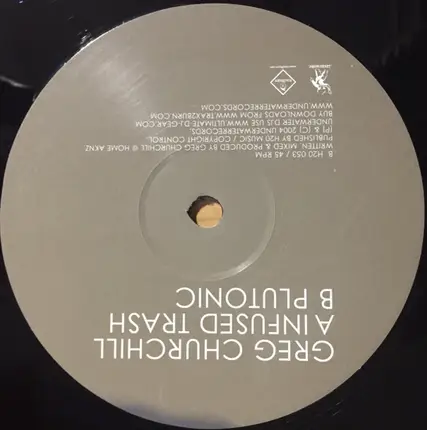 GREG CHURCHILL
A INFUSED TRASH
B PLUTONIC
B H20 053 / 45 RPM
WRITTEN, MIXED & PRODUCED BY GREG CHURCHILL @ HOME AKNZ
PUBLISHED BY H20 MUSIC / COPYRIGHT CONTROL
(P) & (C) 2004 UNDERWATERRECORDS.
UNDERWATER DJS USE WWW.ULTIMATE DJ-GEAR.COM
BUY DOWNLOADS FROM WWW.TRAX2BURN.COM
WWW.UNDERWATERRECORDS.COM